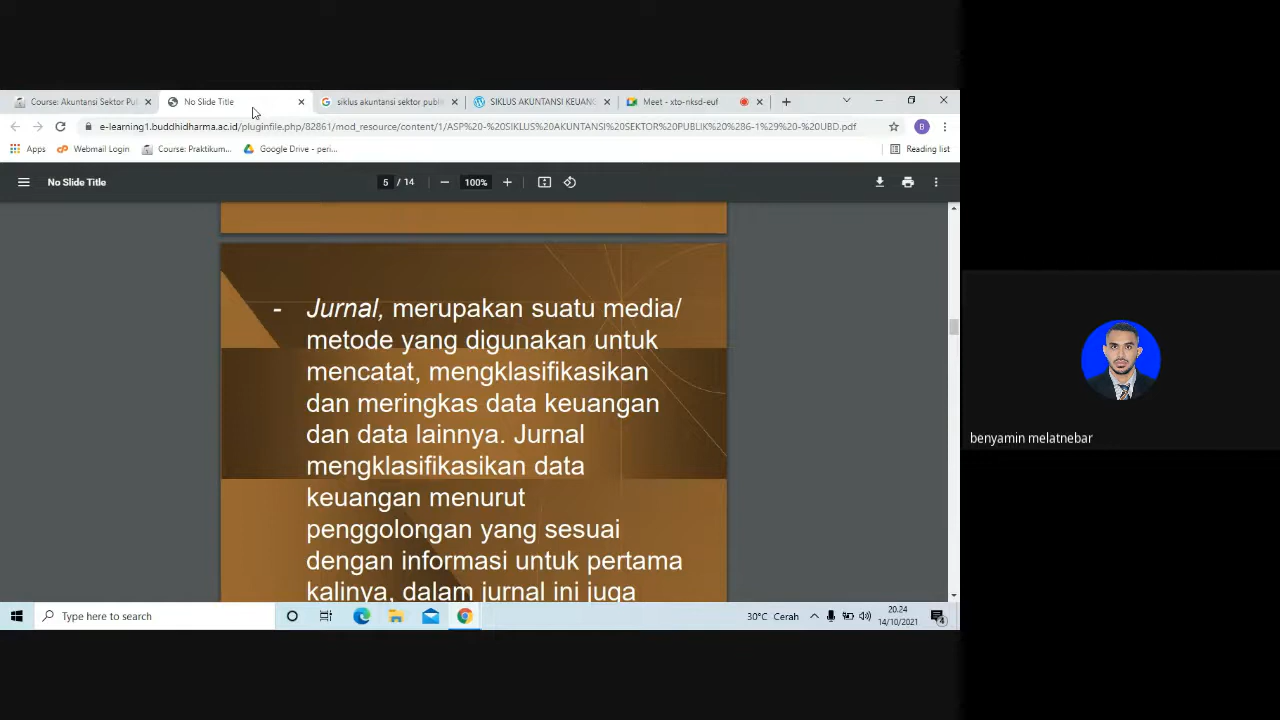 Course: Akuntansi Sektor Pu
No Slide Title
siklus akuntansi sektor publi
SIKLUS AKUNTANSI KEUAN
Meet - xto-nksd-euf
e-learning1.buddhidharma.ac.id/pluginfile.php/82861/mod_resource/content/1/ASP%20-%20SIKLUS%20AKUNTANSI%20SEKTOR%20PUBLIK%20%286-1%29%20-%20UBD.pdf
B
Apps
Webmail Login
Course: Praktikum...
Google Drive - peri...
Reading list
No Slide Title
5 / 14
100%
- Jurnal, merupakan suatu media/
metode yang digunakan untuk
mencatat, mengklasifikasikan
dan meringkas data keuangan
dan data lainnya. Jurnal
mengklasifikasikan data
keuangan menurut
penggolongan yang sesuai
dengan informasi untuk pertama
kalinya, dalam jurnal ini juga
benyamin melatnebar
Type here to search
30°C Cerah
20.24
14/10/2021
4